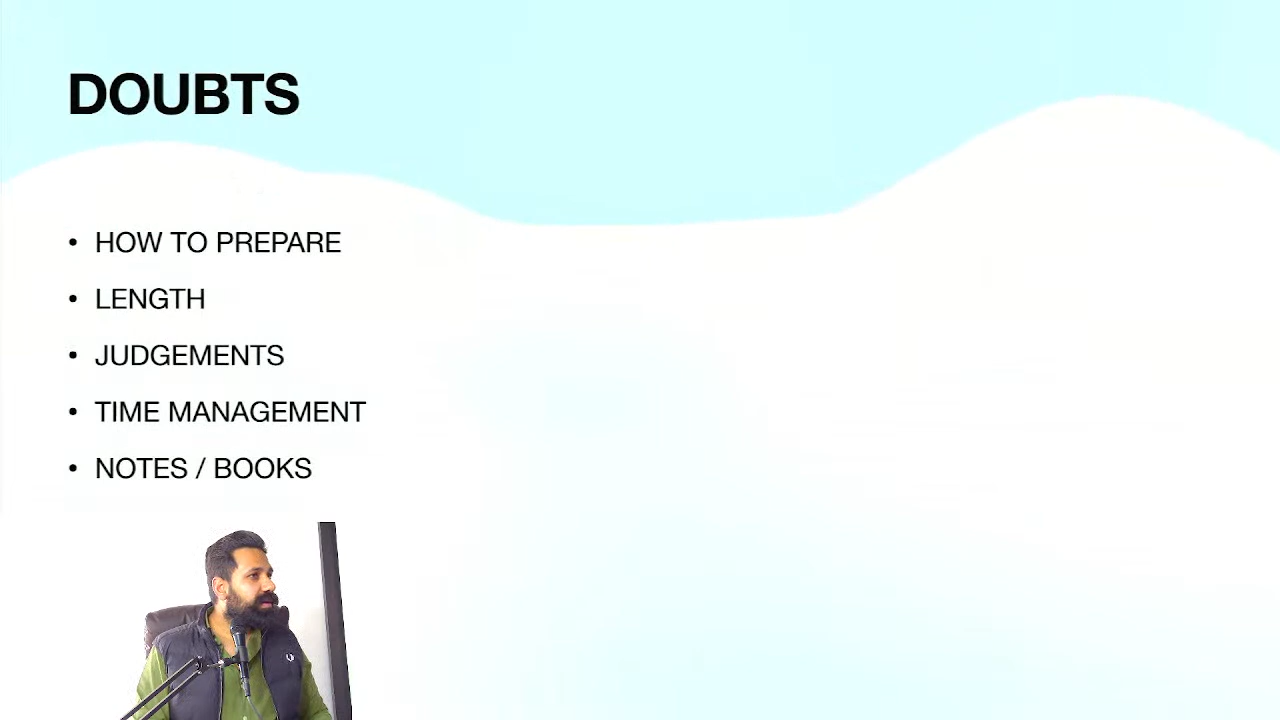 DOUBTS
• HOW TO PREPARE
• LENGTH
• JUDGEMENTS
• TIME MANAGEMENT
• NOTES / BOOKS